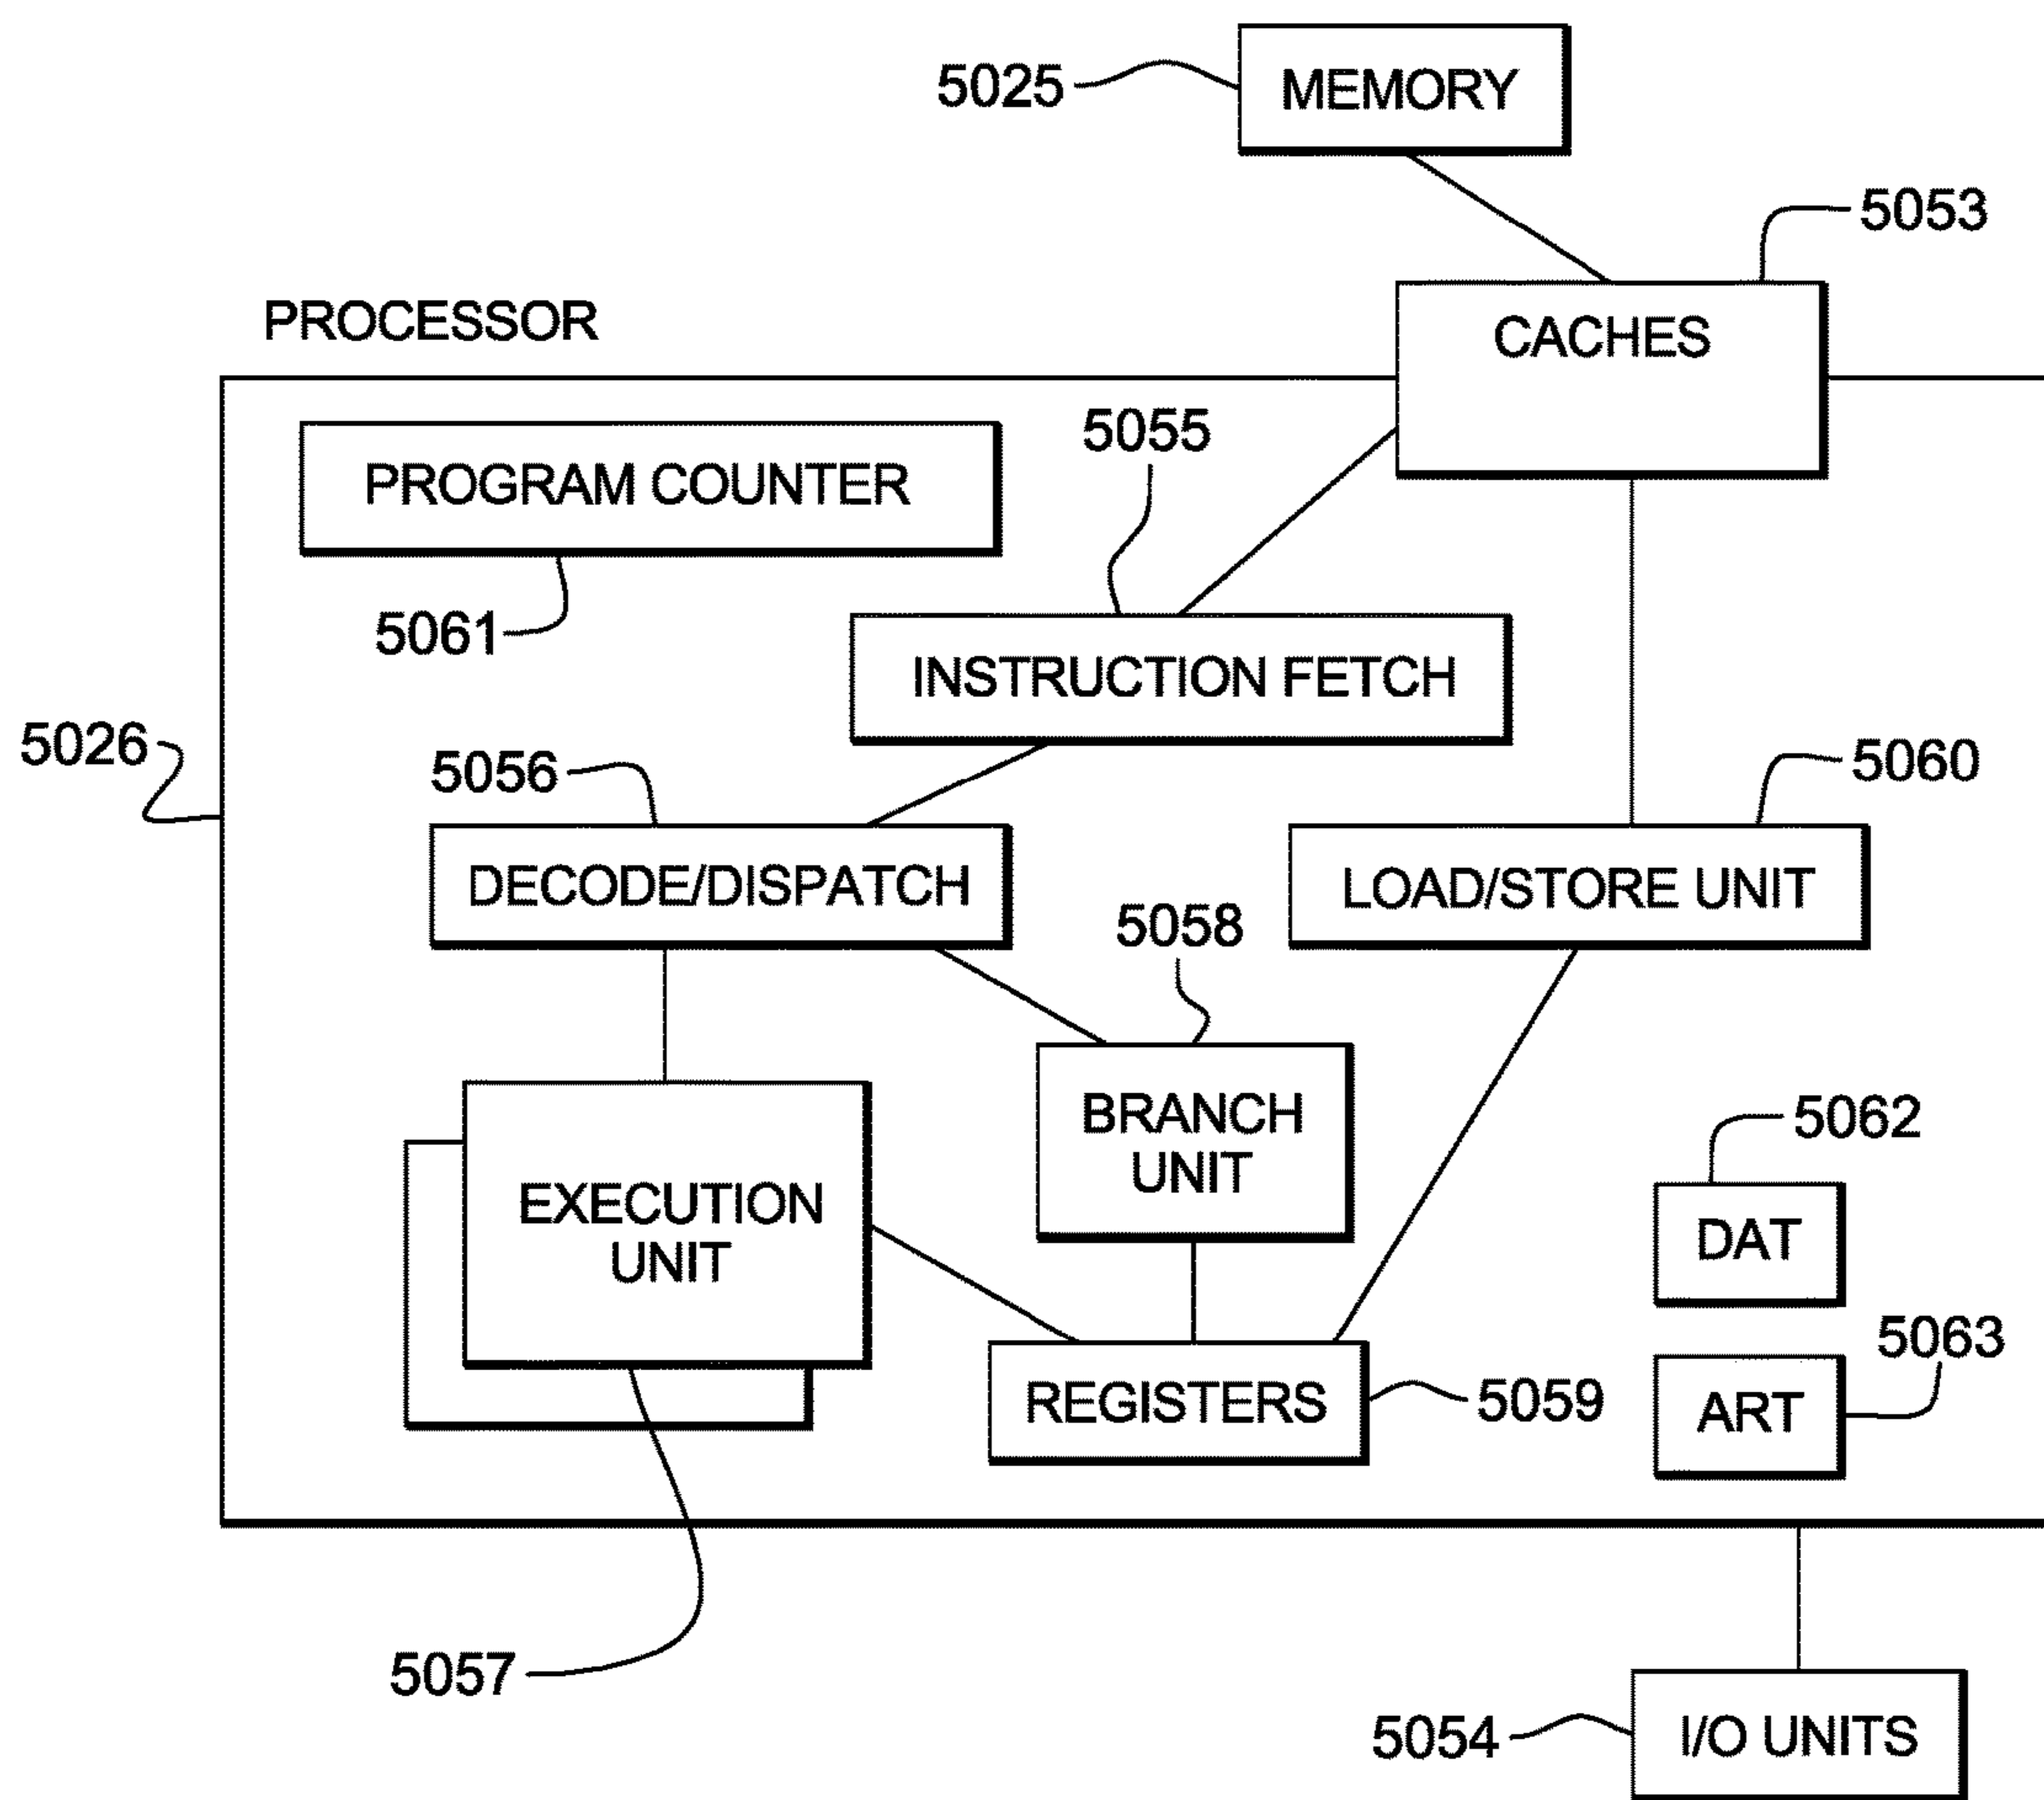 MEMORY
5025
5053
CACHES
PROCESSOR
5055
PROGRAM COUNTER
5061
INSTRUCTION FETCH
5026
5056
5060
DECODE/DISPATCH
LOAD/STORE UNIT
5058
BRANCH
UNIT
5062
EXECUTION
UNIT
DAT
5063
REGISTERS
5059
ART
5057
5054
I/O UNITS